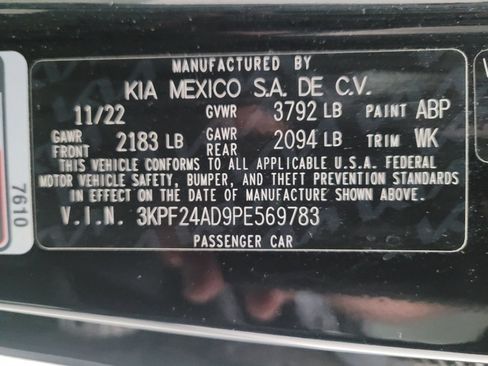 MANUFACTURED BY
KIA MEXICO S.A. DE C.V.
11/22 GVWR 3792 LB PAINT ABP
GAWR FRONT 2183 LB GAWR REAR 2094 LB TRIM WK
THIS VEHICLE CONFORMS TO ALL APPLICABLE U.S.A. FEDERAL
MOTOR VEHICLE SAFETY, BUMPER, AND THEFT PREVENTION STANDARDS
IN EFFECT ON THE DATE OF MANUFACTURE SHOWN ABOVE.
V.I.N. 3KPF24AD9PE569783
PASSENGER CAR
7610